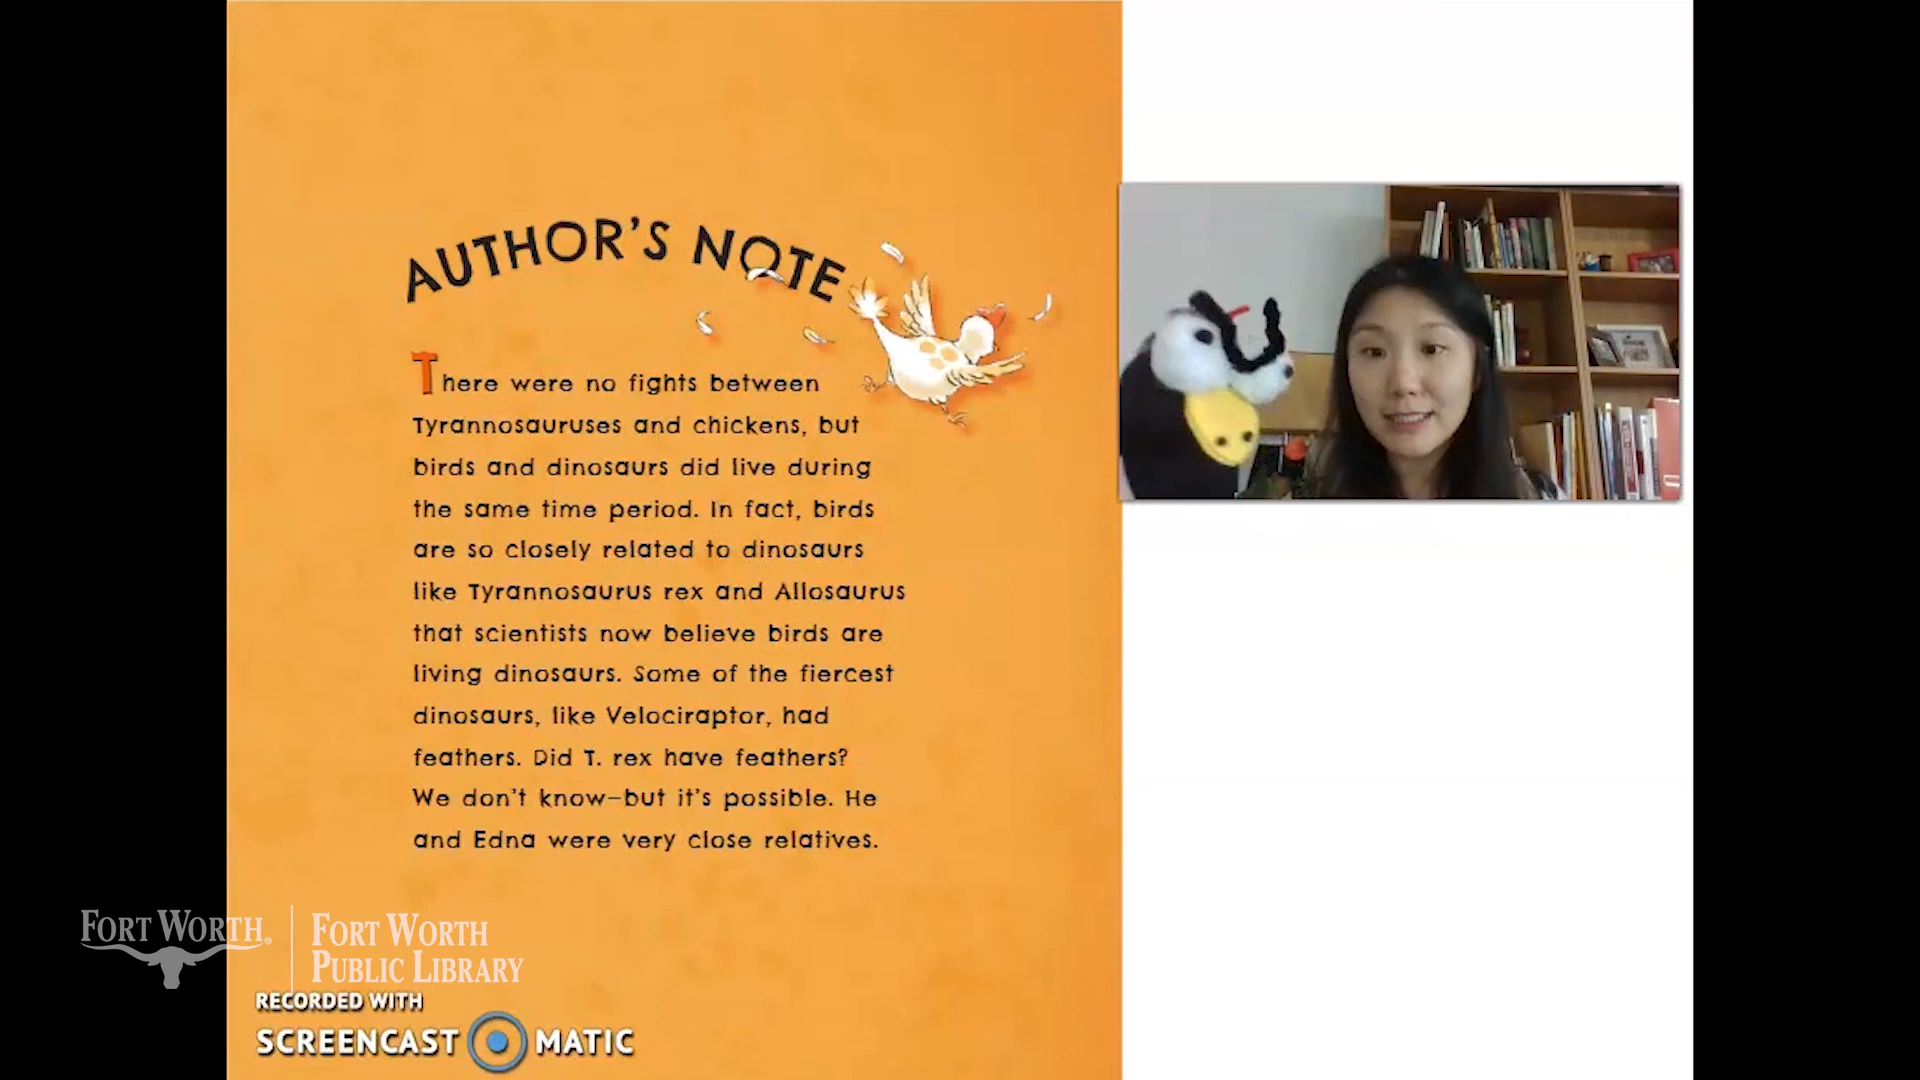 AUTHOR'S NOTE
There were no fights between
Tyrannosauruses and chickens, but
birds and dinosaurs did live during
the same time period. In fact, birds
are so closely related to dinosaurs
like Tyrannosaurus rex and Allosaurus
that scientists now believe birds are
living dinosaurs. Some of the fiercest
dinosaurs, like Velociraptor, had
feathers. Did T. rex have feathers?
We don't know—but it's possible. He
and Edna were very close relatives.
FORT WORTH®
FORT WORTH
PUBLIC LIBRARY
RECORDED WITH
SCREENCAST MATIC